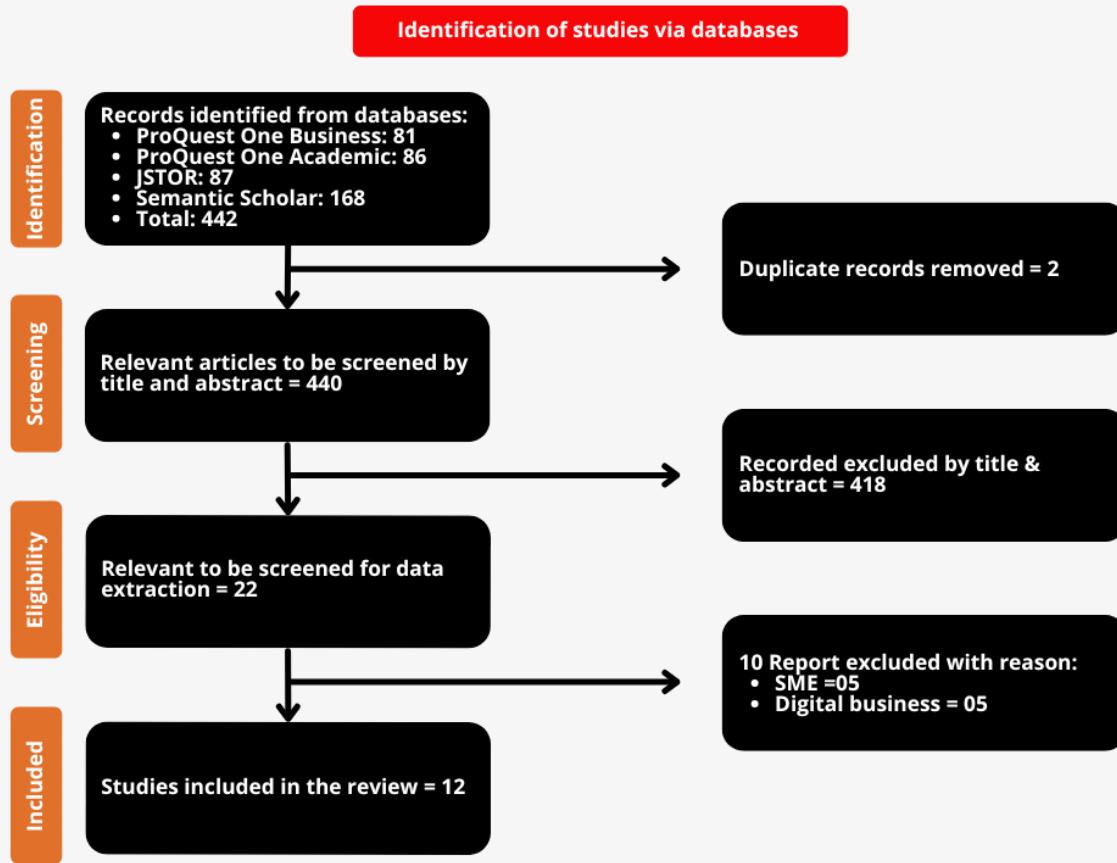 Identification of studies via databases
Identification
Records identified from databases:
• ProQuest One Business: 81
• ProQuest One Academic: 86
• JSTOR: 87
• Semantic Scholar: 168
• Total: 442
Duplicate records removed = 2
Screening
Relevant articles to be screened by
title and abstract = 440
Recorded excluded by title &
abstract = 418
Eligibility
Relevant to be screened for data
extraction = 22
10 Report excluded with reason:
• SME =05
• Digital business = 05
Included
Studies included in the review = 12